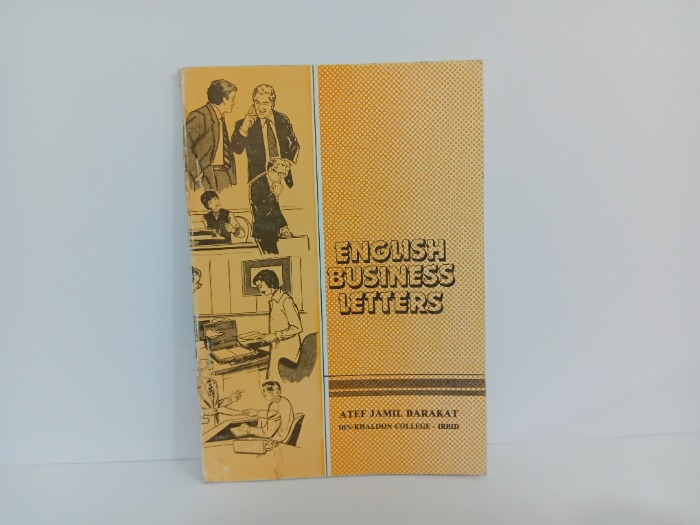 ENGLISH
BUSINESS
LETTERS
ATEF JAMIL BARAKAT
IBN-KHALDON COLLEGE - IRBID